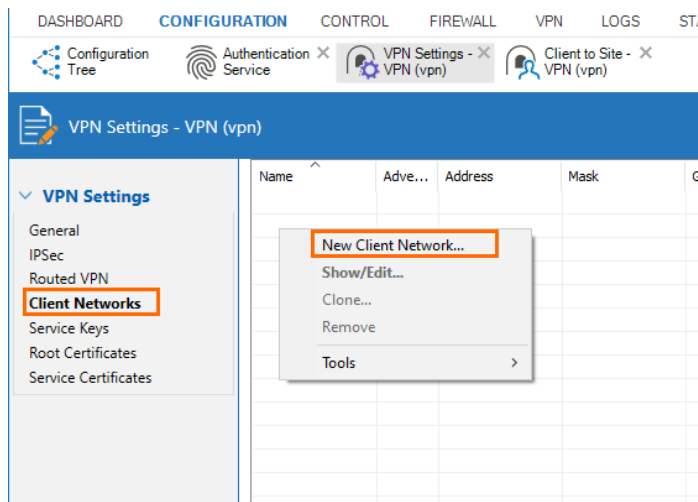 DASHBOARD CONFIGURATION CONTROL FIREWALL VPN LOGS
Configuration Tree
Authentication Service
VPN Settings - VPN (vpn)
Client to Site - VPN (vpn)
VPN Settings - VPN (vpn)
Name Adve... Address Mask
VPN Settings
General
IPSec
Routed VPN
Client Networks
Service Keys
Root Certificates
Service Certificates
New Client Network...
Show/Edit...
Clone...
Remove
Tools